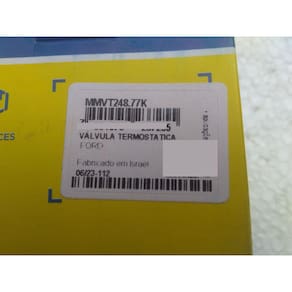 MMVT248.77K
CES
VALVULA TERMOSTATICA
FORD
Fabricado em Israel
06/23-112